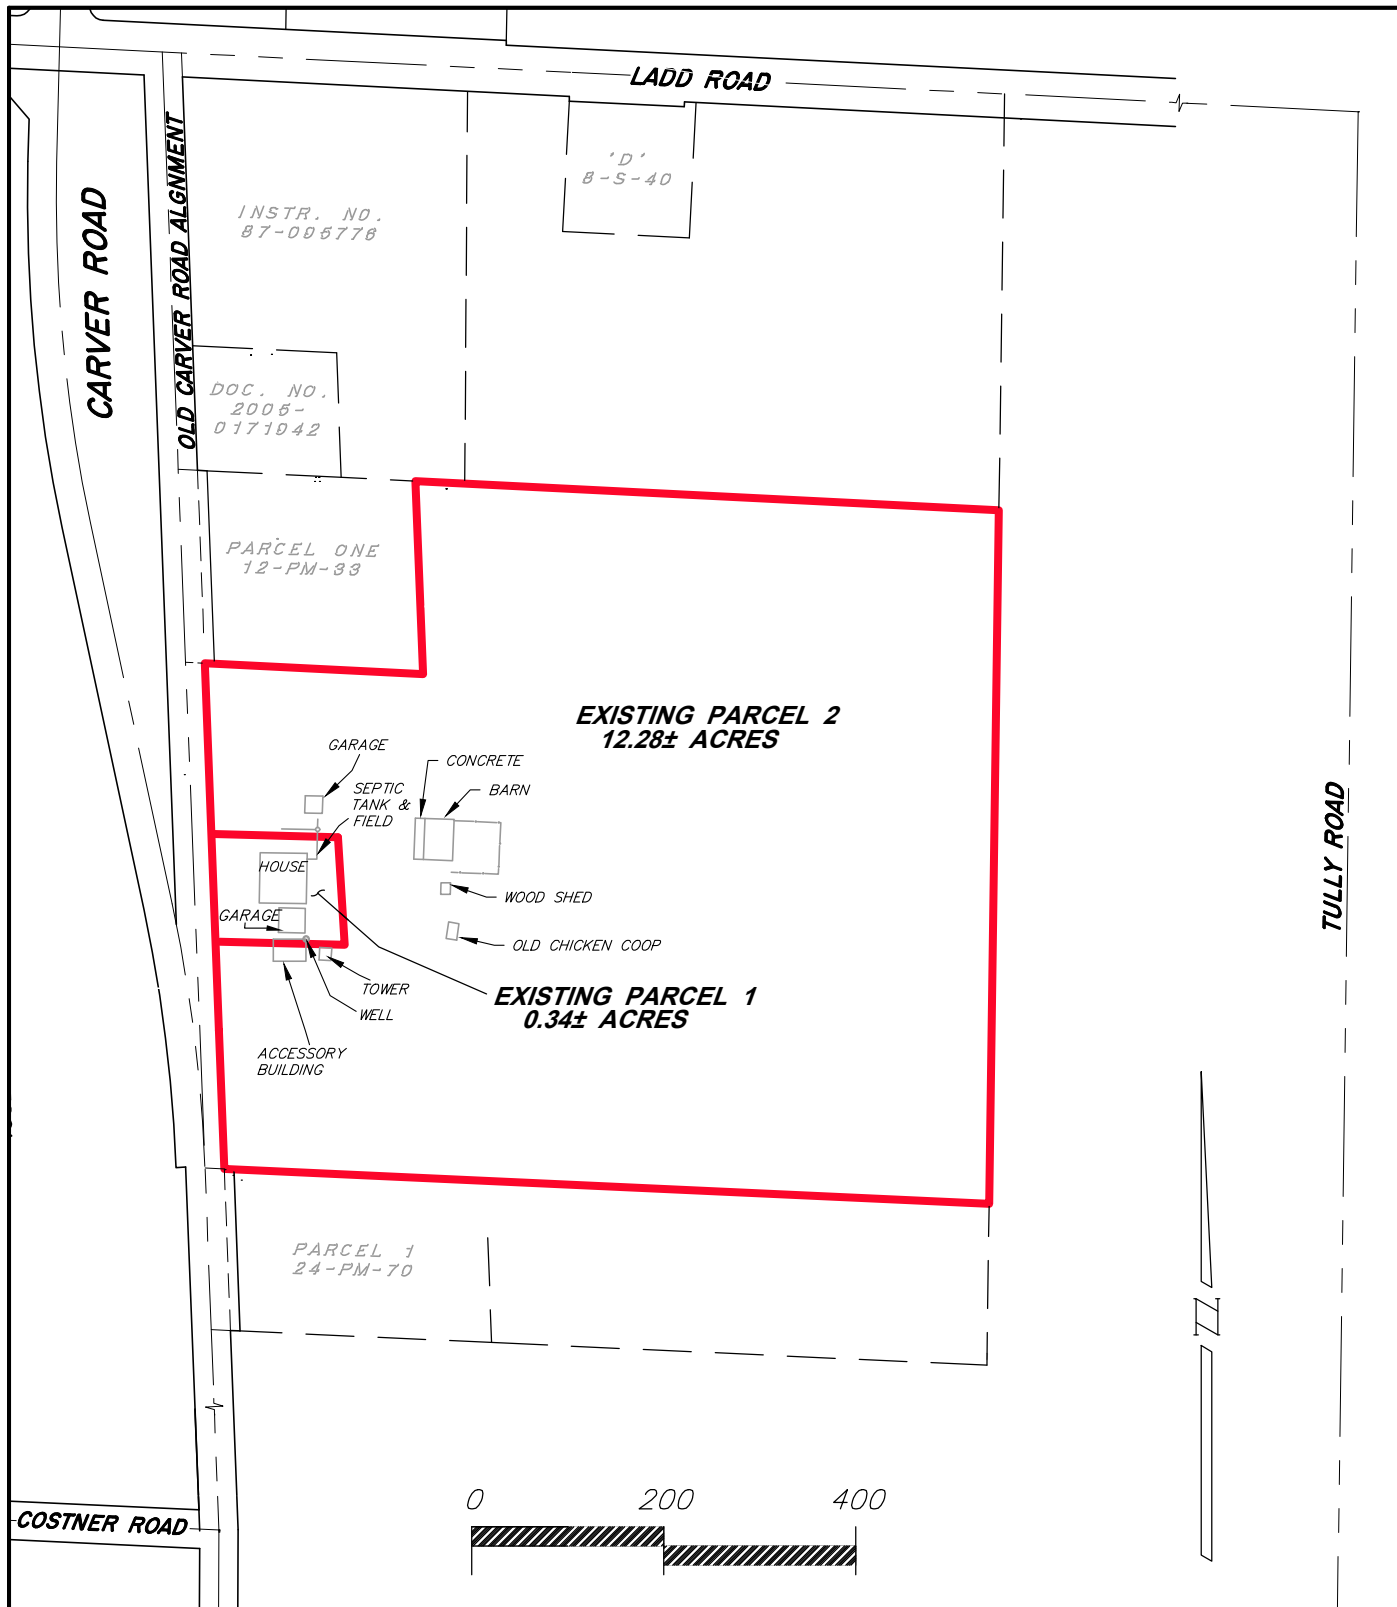 LADD ROAD
'D'
8-S-40
OLD CARVER ROAD ALGNMENT
CARVER ROAD
INSTR. NO.
87-095776
DOC. NO.
2005-
0171942
PARCEL ONE
12-PM-33
EXISTING PARCEL 2
12.28± ACRES
GARAGE
CONCRETE
SEPTIC
TANK &
FIELD
BARN
HOUSE
WOOD SHED
GARAGE
OLD CHICKEN COOP
TOWER
WELL
EXISTING PARCEL 1
0.34± ACRES
ACCESSORY
BUILDING
TULLY ROAD
PARCEL 1
24-PM-70
Z
0 200 400
COSTNER ROAD